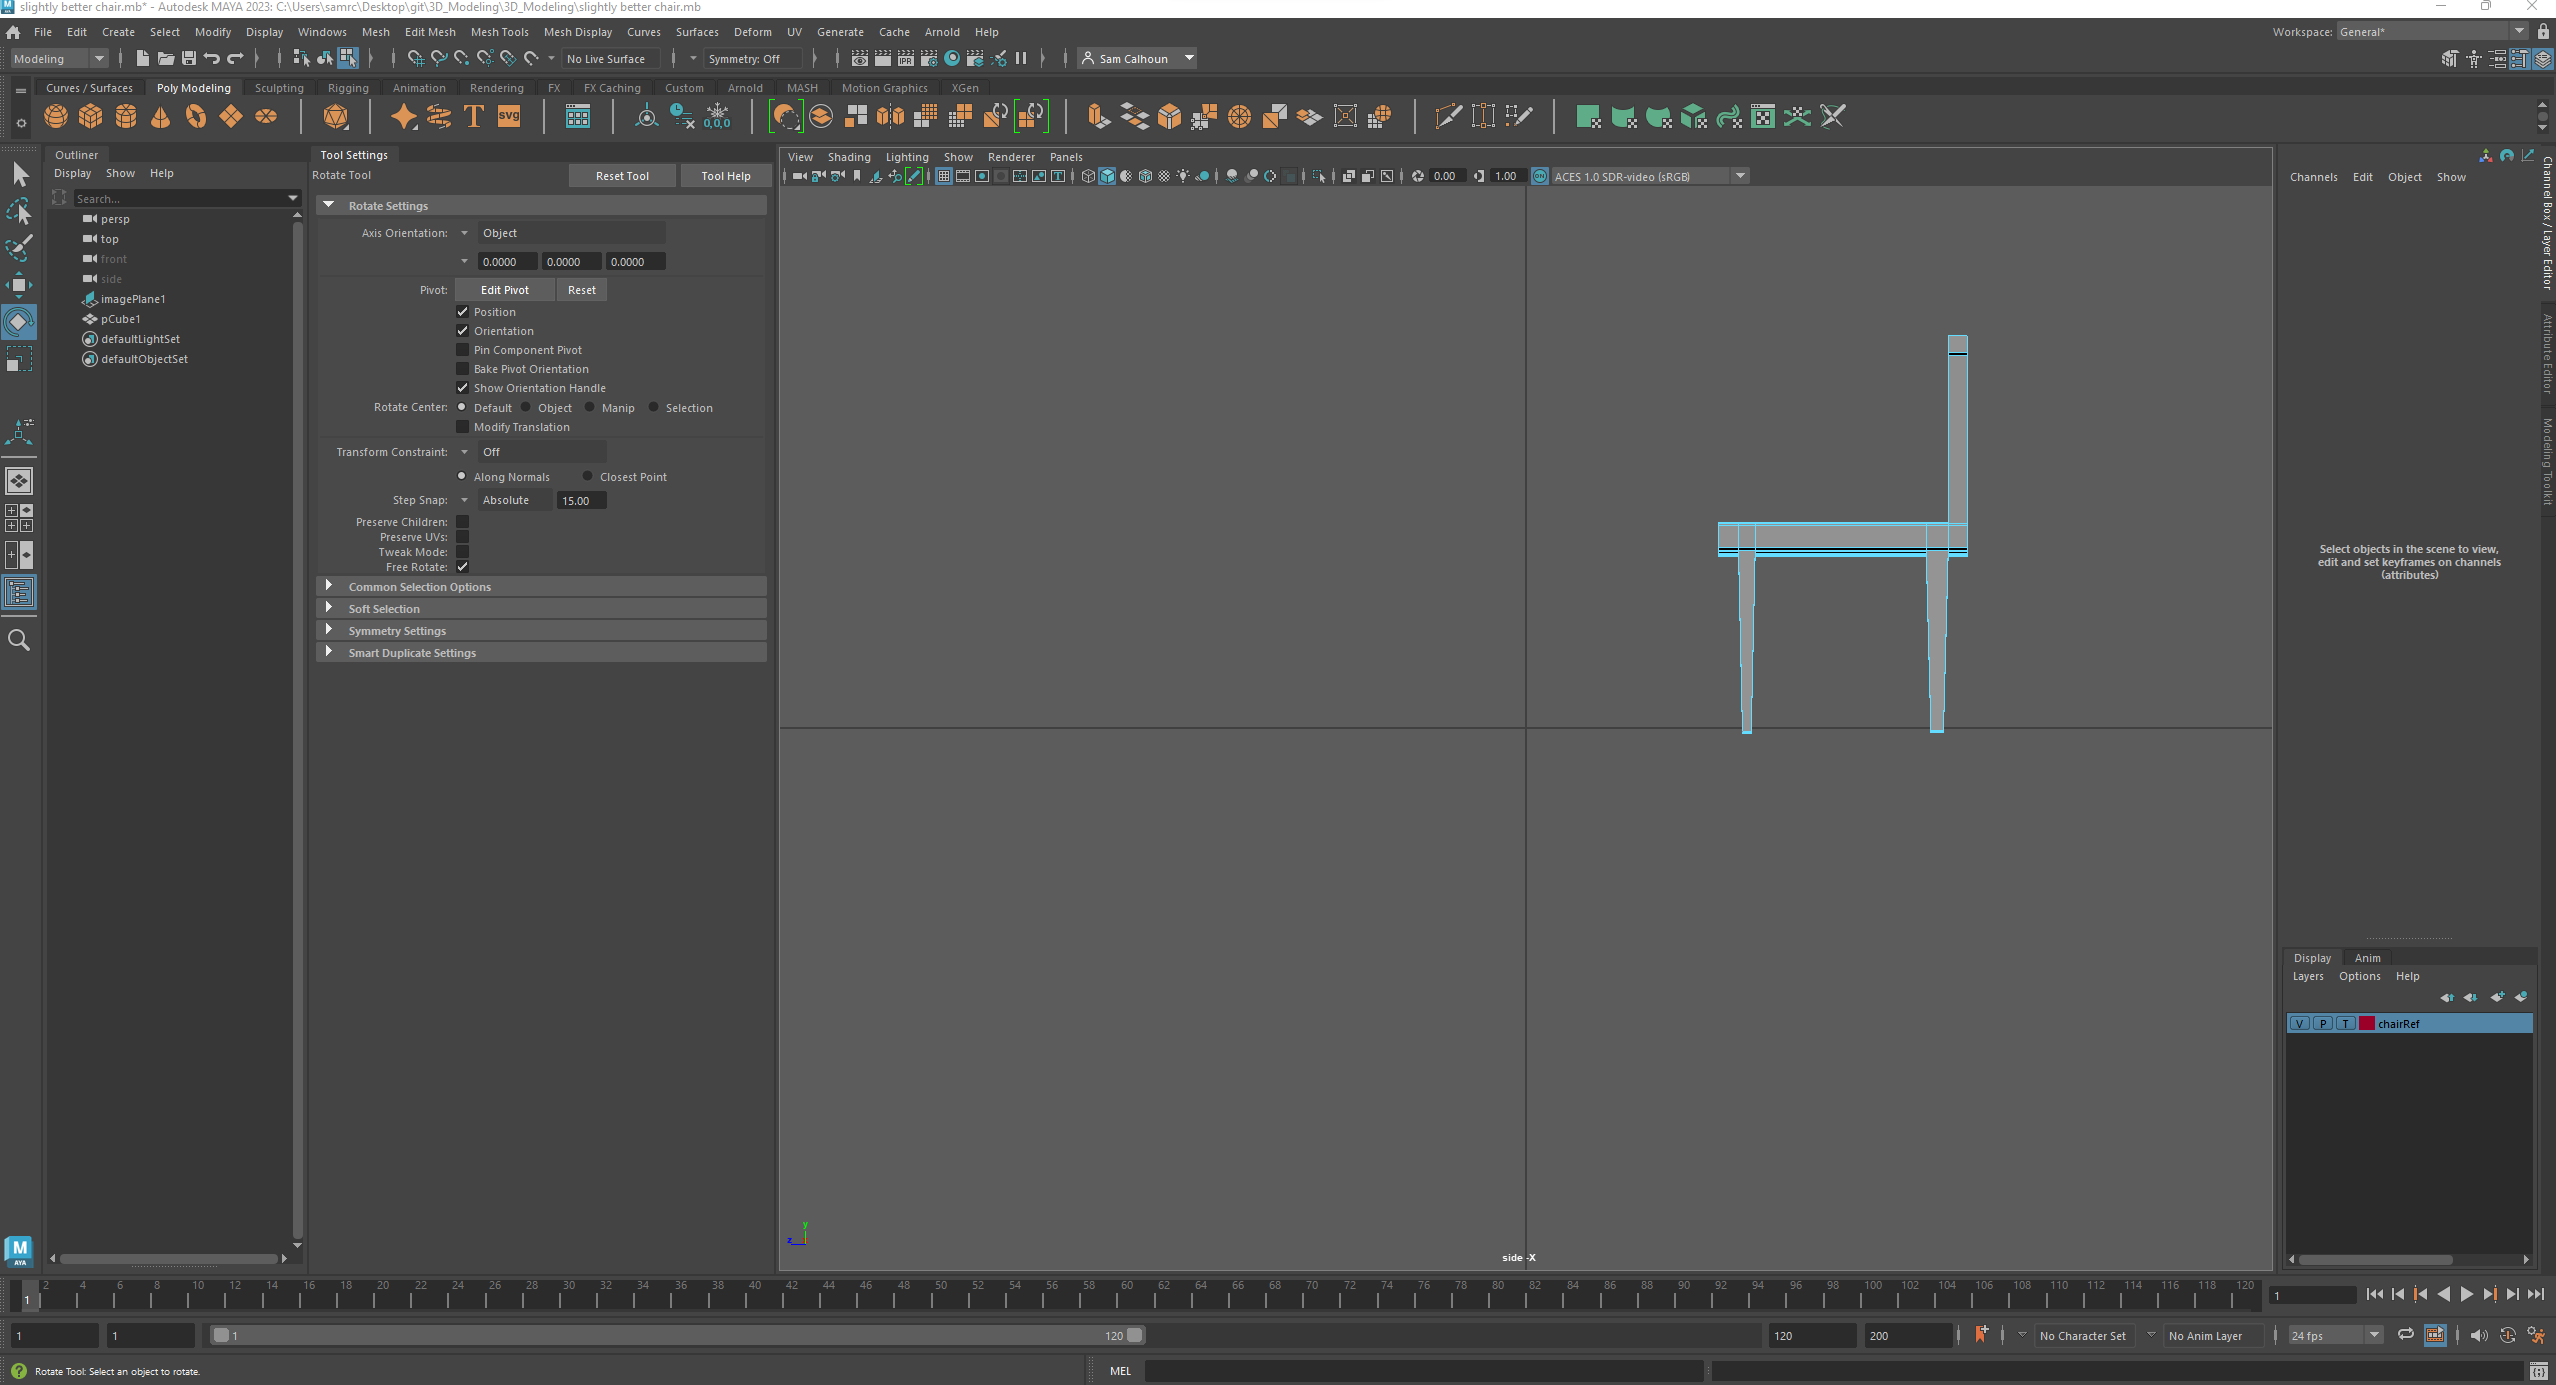 slightly better chair.mb* - Autodesk MAYA 2023: C:\Users\samrc\Desktop\git\3D_Modeling\3D_Modeling\slightly better chair.mb
File Edit Create Select Modify Display Windows Mesh Edit Mesh Mesh Tools Mesh Display Curves Surfaces Deform UV Generate Cache Arnold Help
Workspace: General*
Modeling
No Live Surface
Symmetry: Off
IPR
Sam Calhoun
Curves / Surfaces Poly Modeling Sculpting Rigging Animation Rendering FX FX Caching Custom Arnold MASH Motion Graphics XGen
T
SVG
0,0,0
Outliner
Display Show Help
Search...
persp
top
front
side
imagePlane1
pCube1
defaultLightSet
defaultObjectSet
Tool Settings
Rotate Tool
Reset Tool
Tool Help
Rotate Settings
Axis Orientation: Object
0.0000 0.0000 0.0000
Pivot: Edit Pivot Reset
Position
Orientation
Pin Component Pivot
Bake Pivot Orientation
Show Orientation Handle
Rotate Center: Default Object Manip Selection
Modify Translation
Transform Constraint: Off
Along Normals Closest Point
Step Snap: Absolute 15.00
Preserve Children:
Preserve UVs:
Tweak Mode:
Free Rotate:
Common Selection Options
Soft Selection
Symmetry Settings
Smart Duplicate Settings
View Shading Lighting Show Renderer Panels
0.00
1.00
ON
ACES 1.0 SDR-video (sRGB)
y
z
side -X
Channels Edit Object Show
Select objects in the scene to view,
edit and set keyframes on channels
(attributes)
Channel Box / Layer Editor
Attribute Editor
Modeling Toolkit
Display Anim
Layers Options Help
V P T chairRef
M
AYA
2 4 6 8 10 12 14 16 18 20 22 24 26 28 30 32 34 36 38 40 42 44 46 48 50 52 54 56 58 60 62 64 66 68 70 72 74 76 78 80 82 84 86 88 90 92 94 96 98 100 102 104 106 108 110 112 114 116 118 120
1
1
1
1
1
120
120
200
No Character Set
No Anim Layer
24 fps
Rotate Tool: Select an object to rotate.
MEL